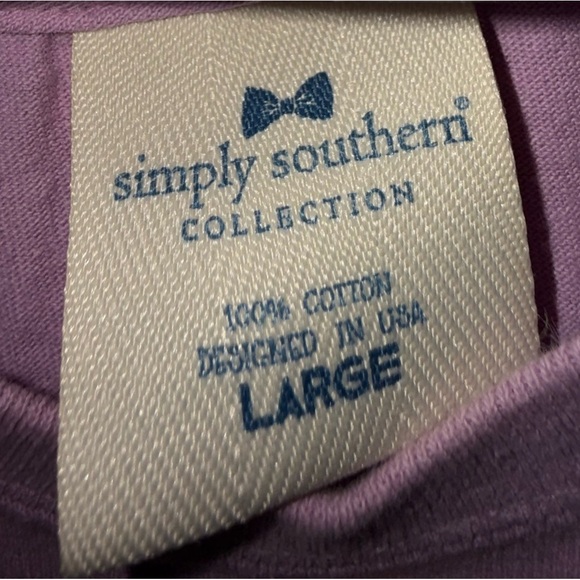 simply southern®
COLLECTION
100% COTTON
DESIGNED IN USA
LARGE